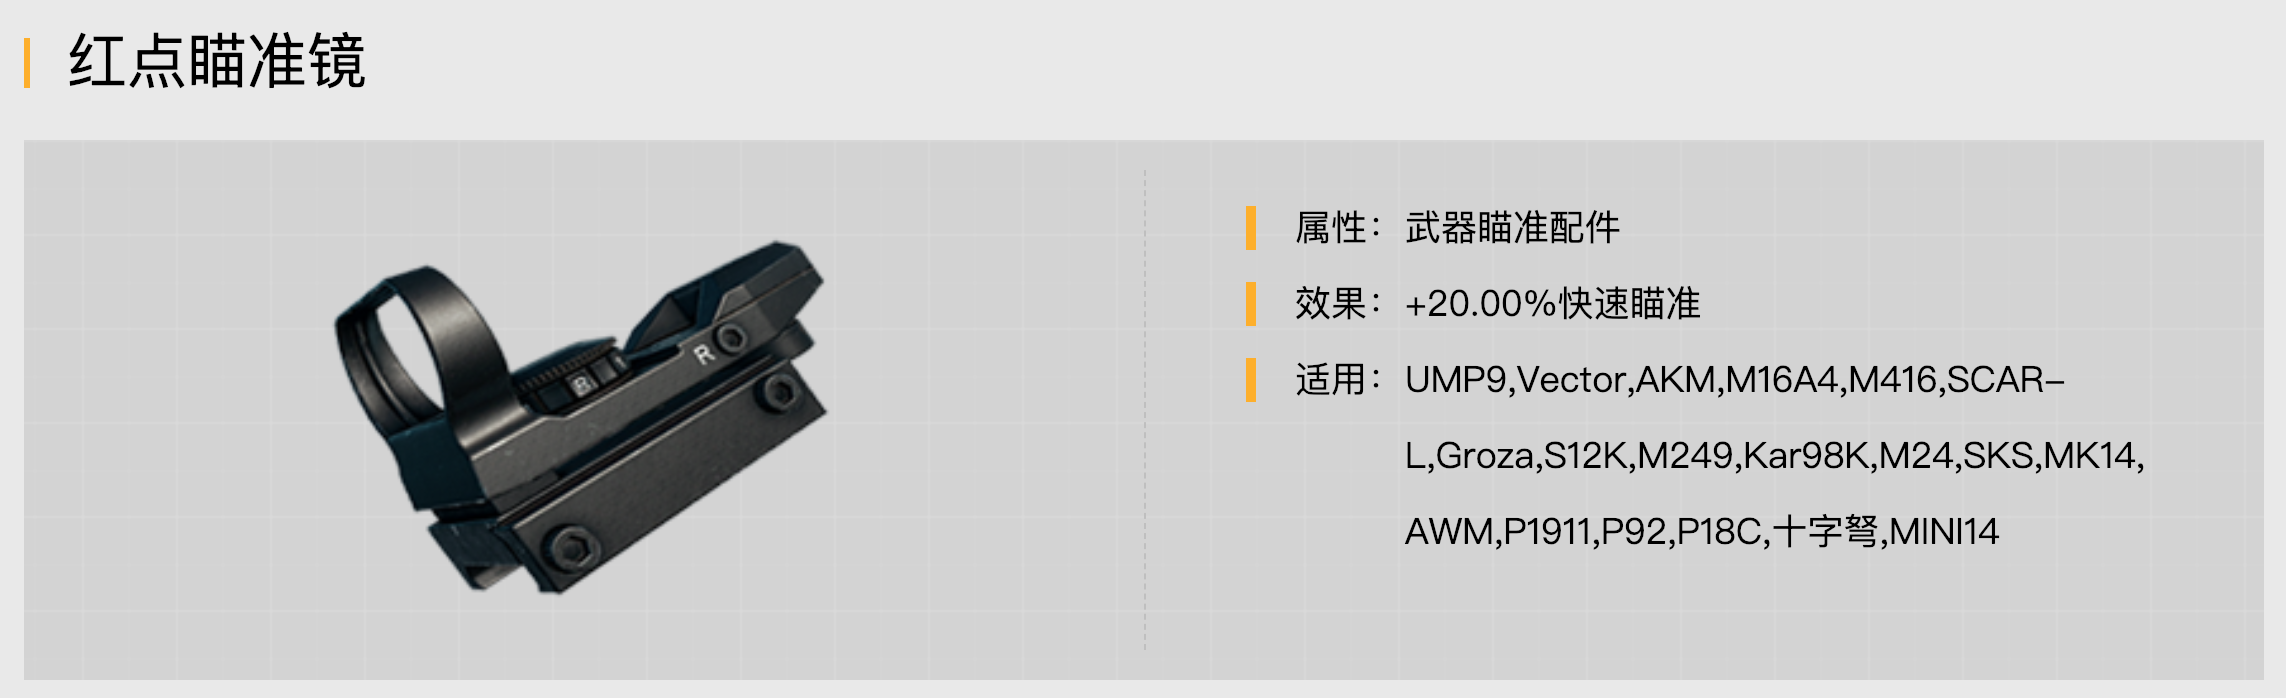 红点瞄准镜
R
R
属性：武器瞄准配件
效果：+20.00%快速瞄准
适用：UMP9,Vector,AKM,M16A4,M416,SCAR-
L,Groza,S12K,M249,Kar98K,M24,SKS,MK14,
AWM,P1911,P92,P18C,十字弩,MINI14